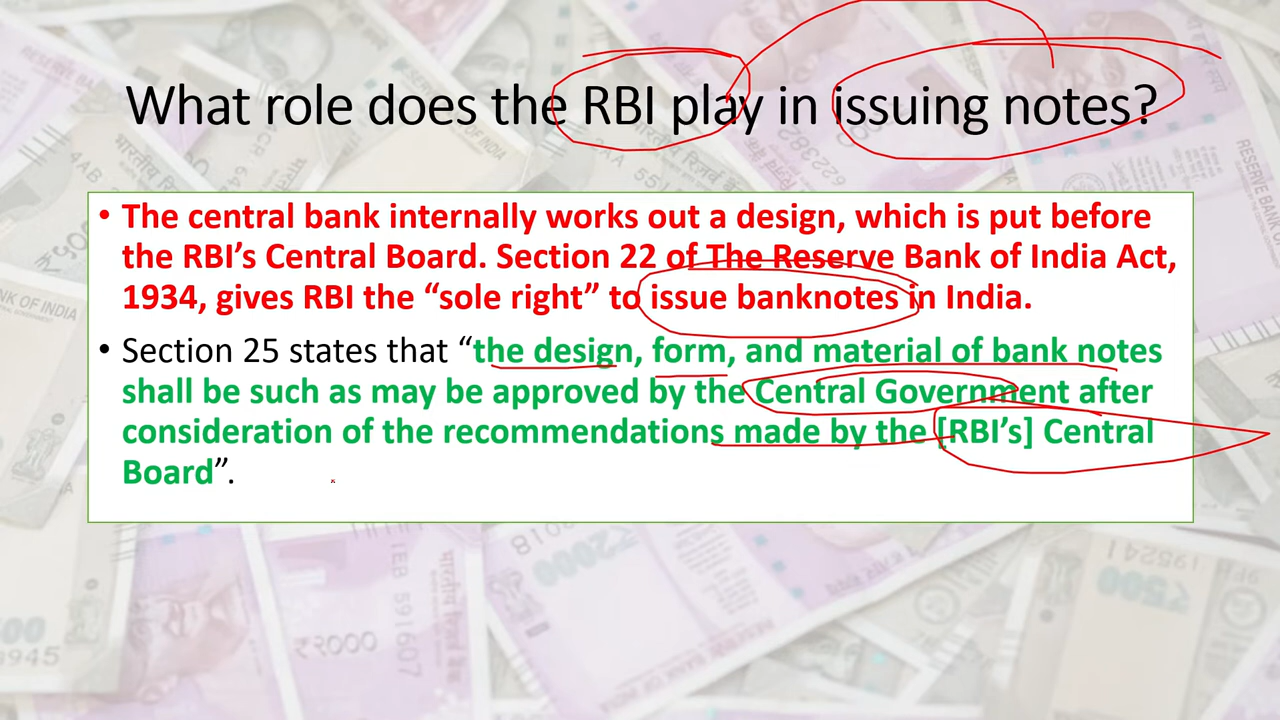 What role does the RBI play in issuing notes?
• The central bank internally works out a design, which is put before
the RBI’s Central Board. Section 22 of The Reserve Bank of India Act,
1934, gives RBI the “sole right” to issue banknotes in India.
• Section 25 states that “the design, form, and material of bank notes
shall be such as may be approved by the Central Government after
consideration of the recommendations made by the [RBI’s] Central
Board”.